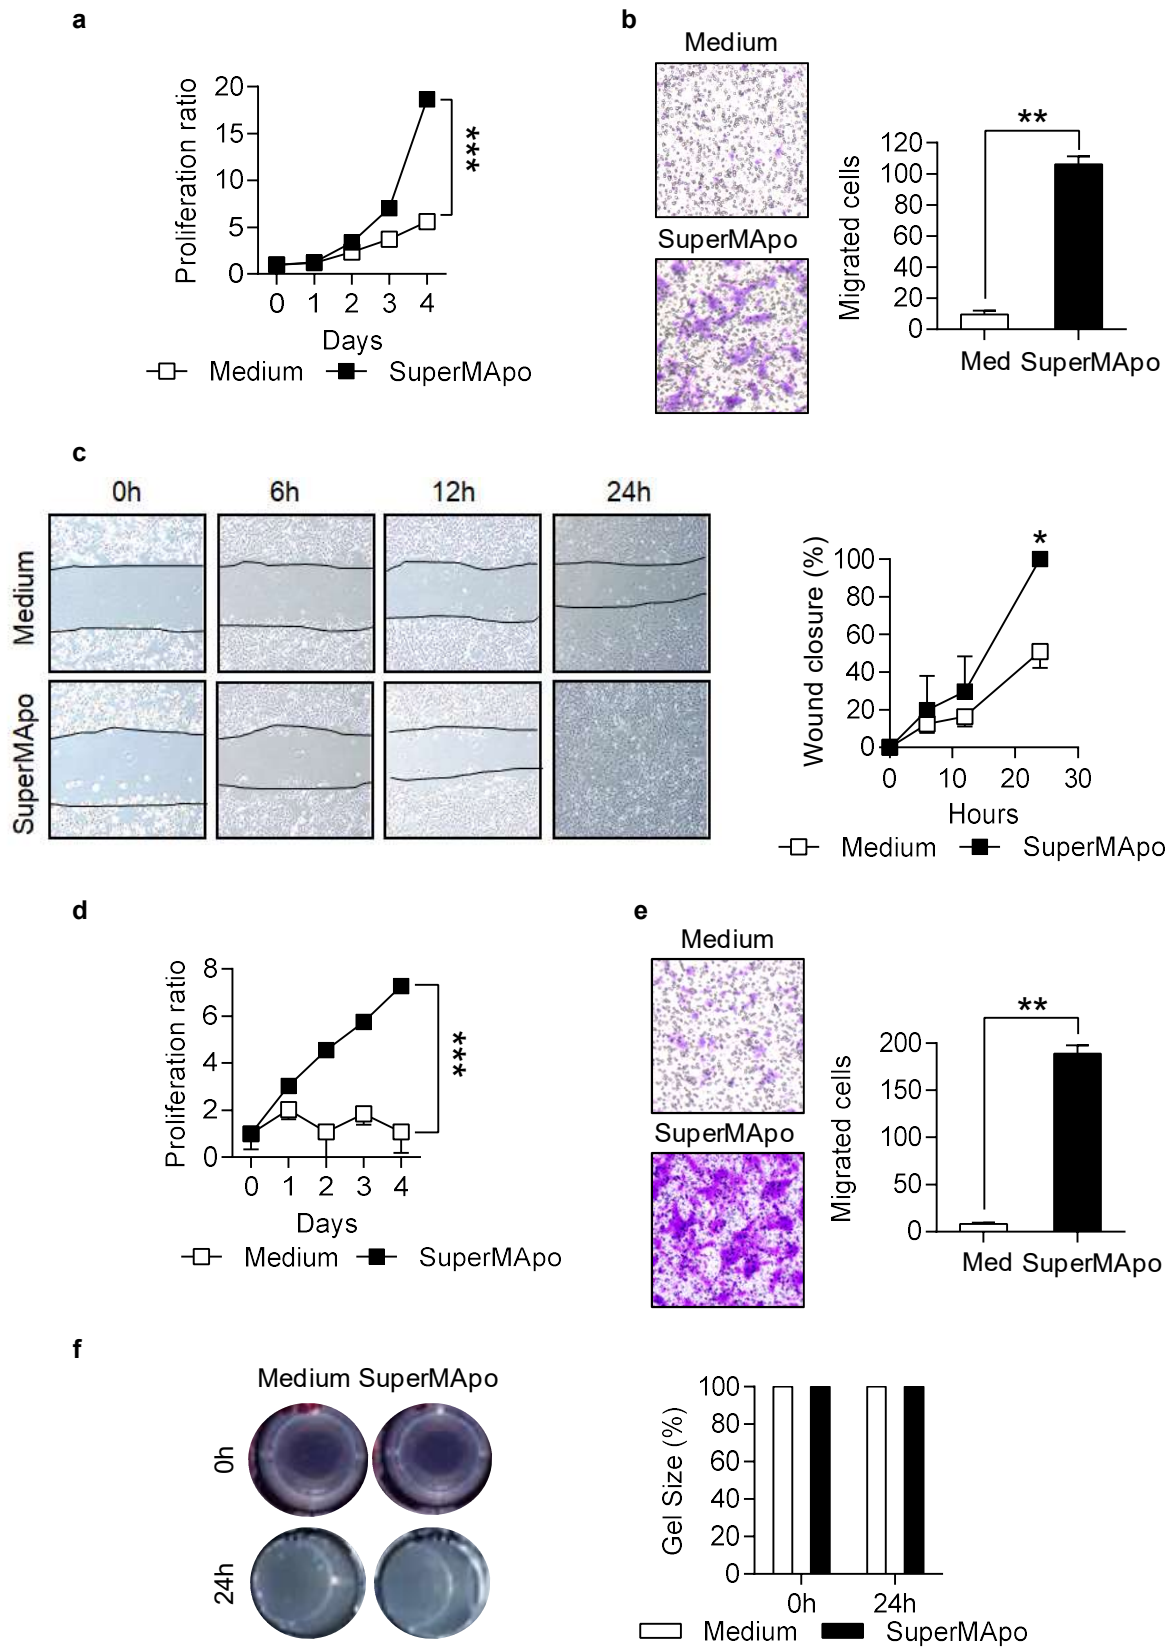 a
Proliferation ratio
20
15
10
5
0
***
0 1 2 3 4
Days
Medium SuperMApo
b
Medium
SuperMApo
Migrated cells
120
100
80
60
40
20
0
**
Med SuperMApo
c
0h 6h 12h 24h
Medium
SuperMApo
Wound closure (%)
100
80
60
40
20
0
*
0 10 20 30
Hours
Medium SuperMApo
d
Proliferation ratio
8
6
4
2
0
***
0 1 2 3 4
Days
Medium SuperMApo
e
Medium
SuperMApo
Migrated cells
200
150
100
50
0
**
Med SuperMApo
f
Medium SuperMApo
0h
24h
Gel Size (%)
100
80
60
40
20
0
0h 24h
Medium SuperMApo